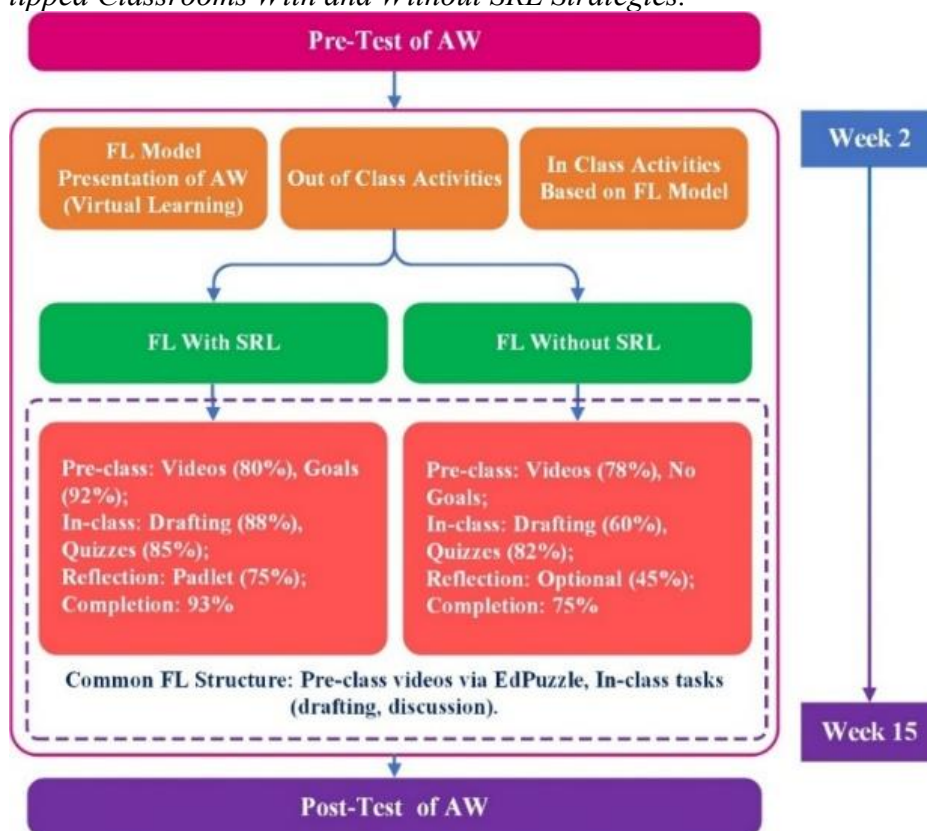 lipped Classrooms With and Without SRL Strategies.
Pre-Test of AW
FL Model
Presentation of AW
(Virtual Learning)
Out of Class Activities
In Class Activities
Based on FL Model
Week 2
FL With SRL
FL Without SRL
Pre-class: Videos (80%), Goals
(92%);
In-class: Drafting (88%),
Quizzes (85%);
Reflection: Padlet (75%);
Completion: 93%
Pre-class: Videos (78%), No
Goals;
In-class: Drafting (60%),
Quizzes (82%);
Reflection: Optional (45%);
Completion: 75%
Common FL Structure: Pre-class videos via EdPuzzle, In-class tasks
(drafting, discussion).
Week 15
Post-Test of AW